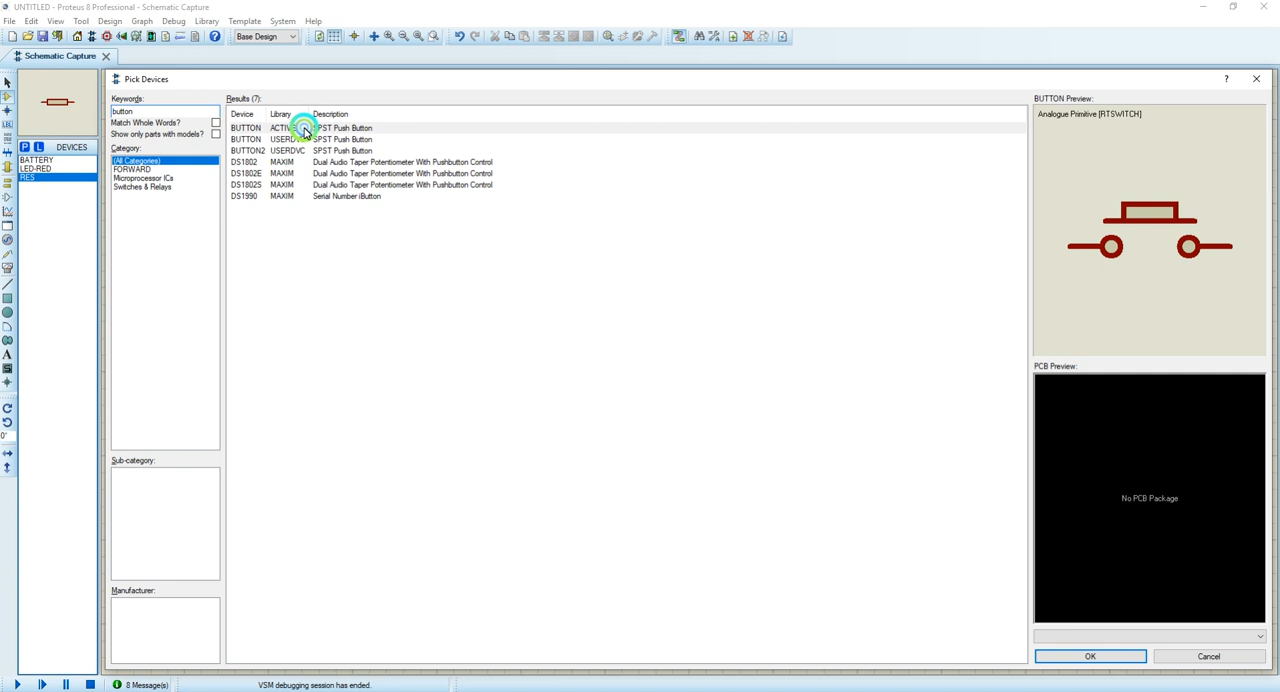 UNTITLED - Proteus 8 Professional - Schematic Capture
File Edit View Tool Design Graph Debug Library Template System Help
Base Design
Schematic Capture
Pick Devices
Keywords:
button
Match Whole Words?
Show only parts with models?
Category:
(All Categories)
FORWARD
Microprocessor ICs
Switches & Relays
Sub-category:
Manufacturer:
P L DEVICES
BATTERY
LED-RED
RES
0°
Results (7):
Device Library Description
BUTTON SPST Push Button
BUTTON SPST Push Button
BUTTON2 USERDVC SPST Push Button
DS1802 MAXIM Dual Audio Taper Potentiometer With Pushbutton Control
DS1802E MAXIM Dual Audio Taper Potentiometer With Pushbutton Control
DS1802S MAXIM Dual Audio Taper Potentiometer With Pushbutton Control
DS1990 MAXIM Serial Number iButton
BUTTON Preview:
Analogue Primitive [RTSWITCH]
PCB Preview:
No PCB Package
OK Cancel
8 Message(s) VSM debugging session has ended.